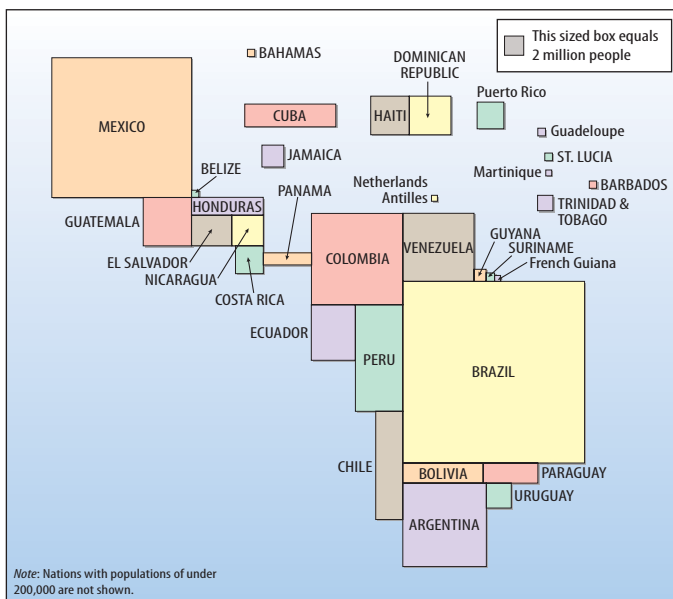 This sized box equals
2 million people
BAHAMAS
DOMINICAN
REPUBLIC
MEXICO
CUBA
HAITI
Puerto Rico
Guadeloupe
JAMAICA
ST. LUCIA
BELIZE
Martinique
PANAMA
Netherlands
Antilles
BARBADOS
HONDURAS
TRINIDAD &
TOBAGO
GUATEMALA
GUYANA
SURINAME
French Guiana
VENEZUELA
COLOMBIA
EL SALVADOR
NICARAGUA
COSTA RICA
ECUADOR
PERU
BRAZIL
CHILE
BOLIVIA
PARAGUAY
URUGUAY
ARGENTINA
Note: Nations with populations of under
200,000 are not shown.